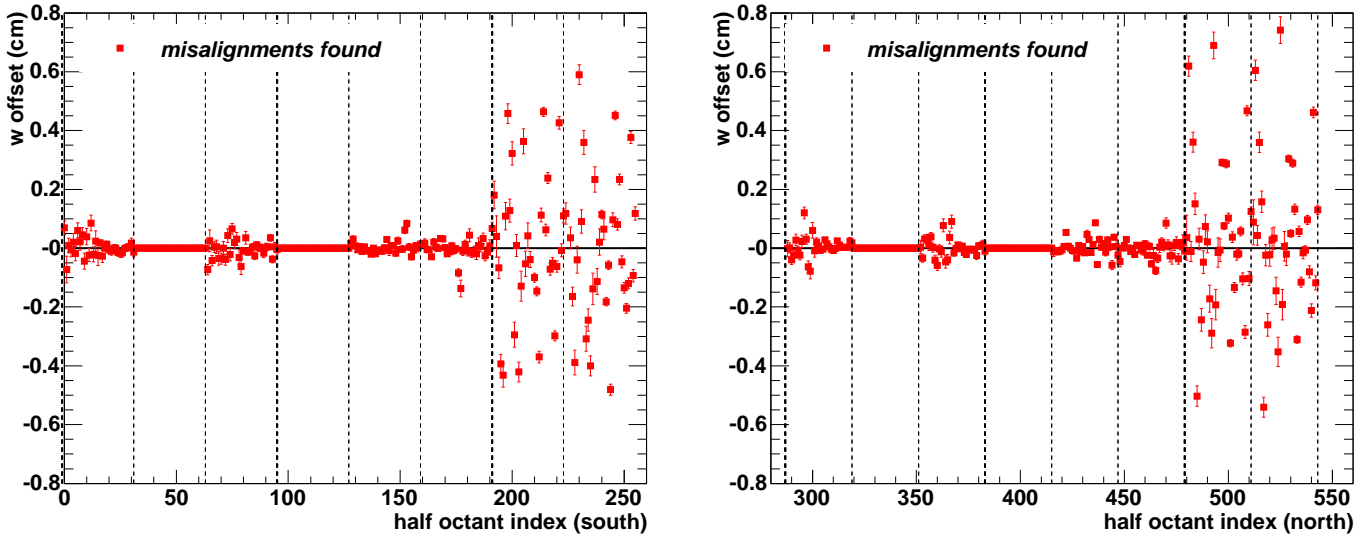 w offset (cm)
0.8
0.6
0.4
0.2
-0
-0.2
-0.4
-0.6
-0.8
misalignments found
0 50 100 150 200 250
half octant index (south)
w offset (cm)
0.8
0.6
0.4
0.2
-0
-0.2
-0.4
-0.6
-0.8
misalignments found
300 350 400 450 500 550
half octant index (north)